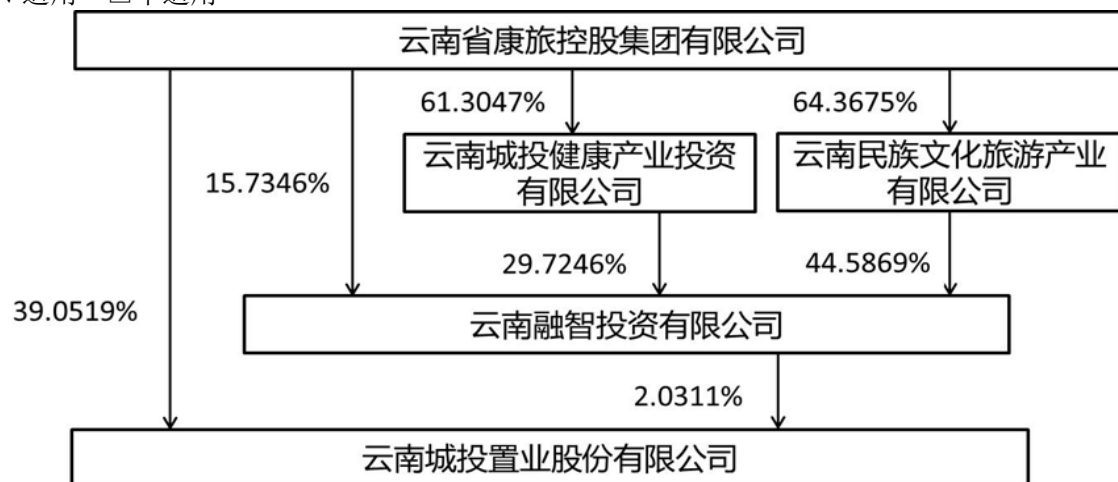 云南省康旅控股集团有限公司
61.3047%
64.3675%
云南城投健康产业投资
有限公司
云南民族文化旅游产业
有限公司
15.7346%
29.7246%
44.5869%
39.0519%
云南融智投资有限公司
2.0311%
云南城投置业股份有限公司